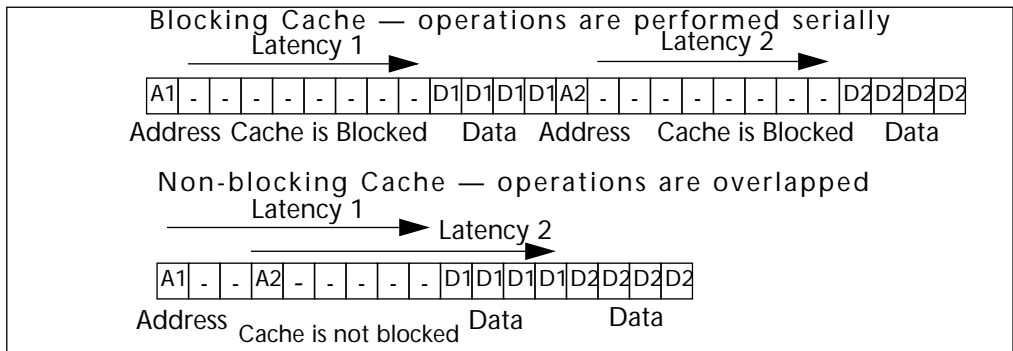 Blocking Cache — operations are performed serially
Latency 1 Latency 2
A1 - - - - - - - - D1 D1 D1 D1 A2 - - - - - - - - D2 D2 D2 D2
Address Cache is Blocked Data Address Cache is Blocked Data
Non-blocking Cache — operations are overlapped
Latency 1
Latency 2
A1 - - A2 - - - - - D1 D1 D1 D1 D2 D2 D2 D2
Address Cache is not blocked Data Data